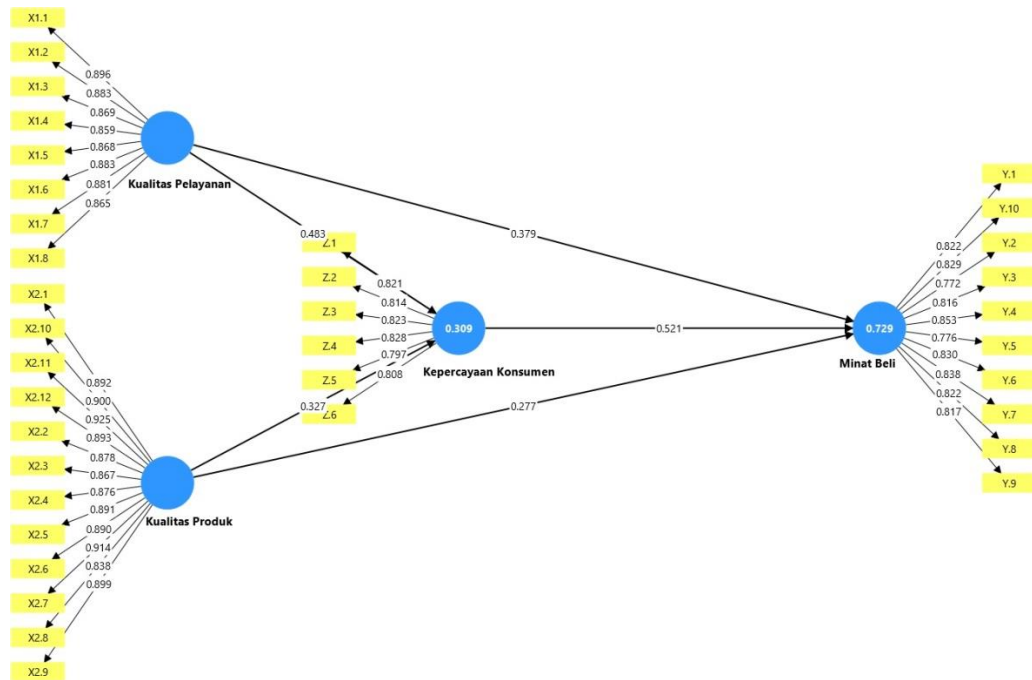 X1.1
X1.2
X1.3
X1.4
X1.5
X1.6
X1.7
X1.8
0.896
0.883
0.869
0.859
0.868
0.883
0.881
0.865
Kualitas Pelayanan
X2.1
X2.10
X2.11
X2.12
X2.2
X2.3
X2.4
X2.5
X2.6
X2.7
X2.8
X2.9
0.892
0.900
0.925
0.893
0.878
0.867
0.876
0.891
0.890
0.914
0.838
0.899
Kualitas Produk
0.483
0.379
0.327
0.277
0.521
Z.1
Z.2
Z.3
Z.4
Z.5
Z.6
0.821
0.814
0.823
0.828
0.797
0.808
0.309
Kepercayaan Konsumen
0.729
Minat Beli
0.822
0.829
0.772
0.816
0.853
0.776
0.830
0.838
0.822
0.817
Y.1
Y.10
Y.2
Y.3
Y.4
Y.5
Y.6
Y.7
Y.8
Y.9